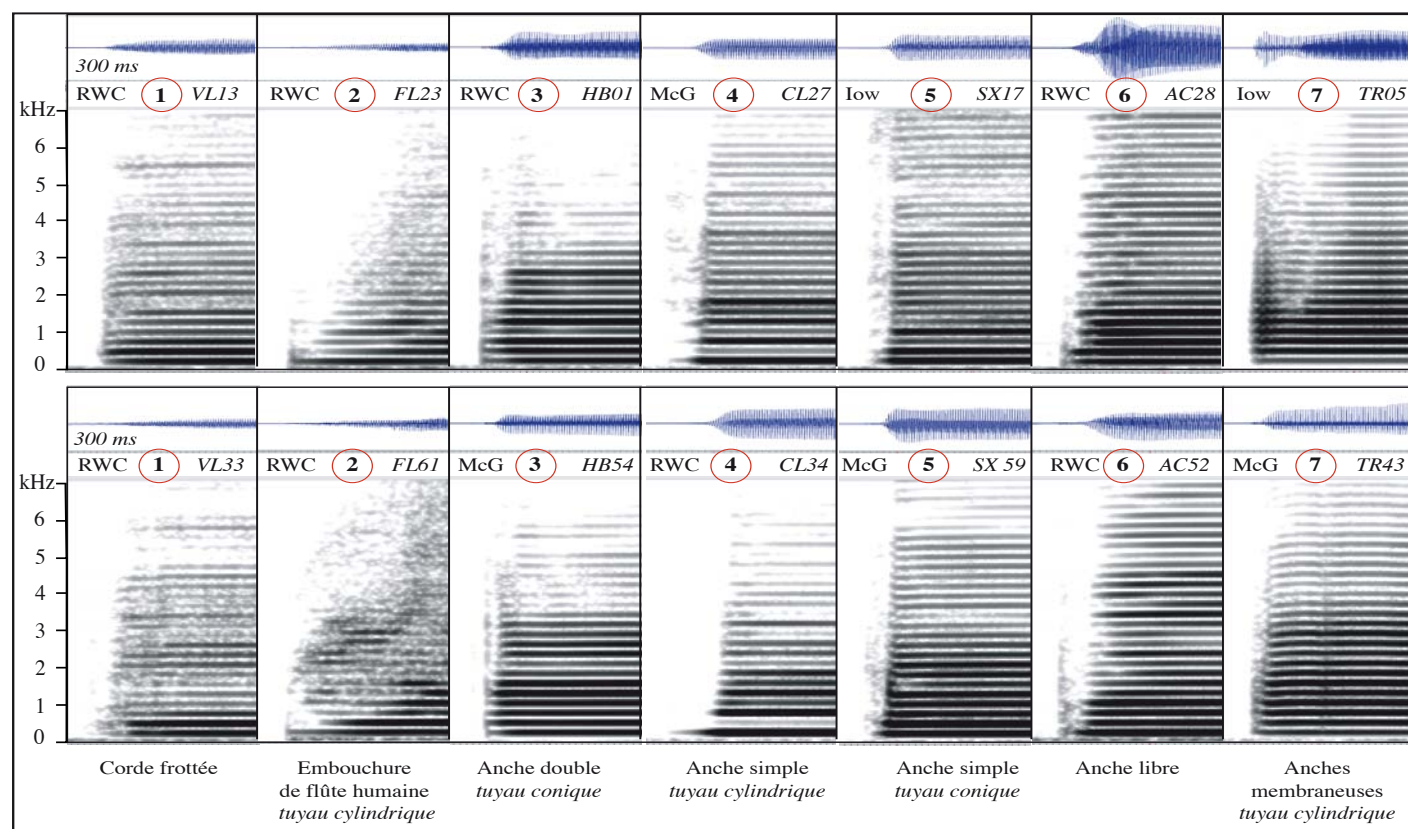 300 ms
RWC 1 VL13 RWC 2 FL23 RWC 3 HB01 McG 4 CL27 Iow 5 SX17 RWC 6 AC28 Iow 7 TR05
kHz
6
5
4
3
2
1
0
300 ms
RWC 1 VL33 RWC 2 FL61 McG 3 HB54 RWC 4 CL34 McG 5 SX 59 RWC 6 AC52 McG 7 TR43
kHz
6
5
4
3
2
1
0
Corde frottée
Embouchure
de flûte humaine
tuyau cylindrique
Anche double
tuyau conique
Anche simple
tuyau cylindrique
Anche simple
tuyau conique
Anche libre
Anches
membraneuses
tuyau cylindrique